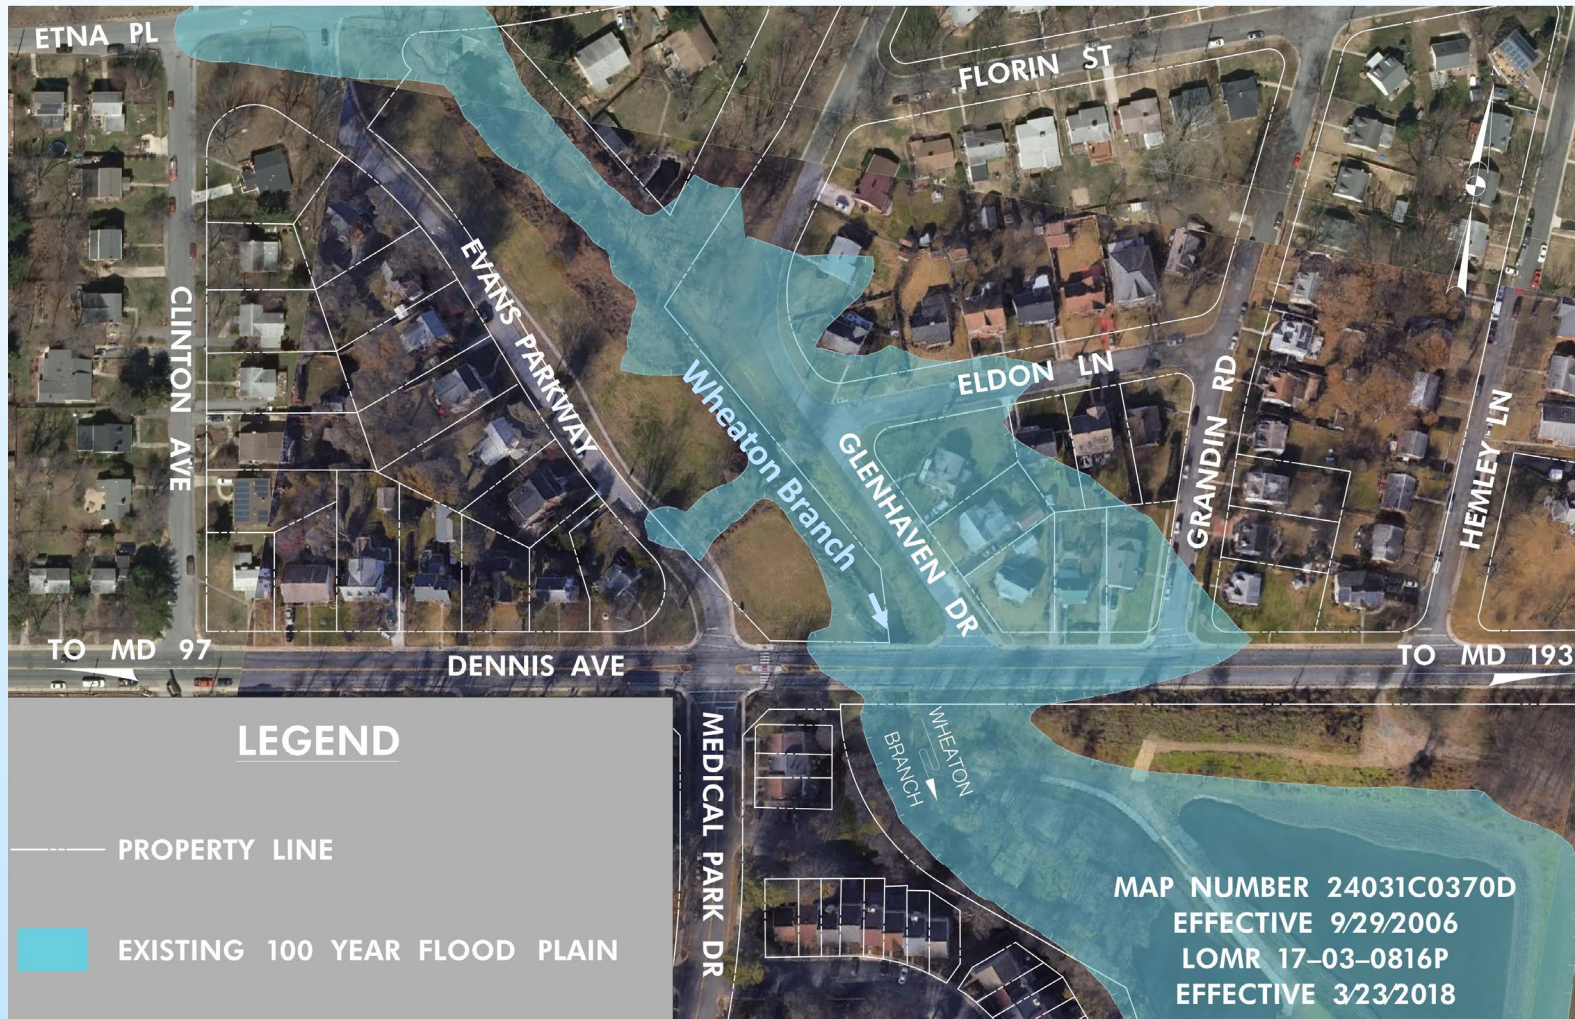 ETNA PL
FLORIN ST
EVANS PARKWAY
CLINTON AVE
Wheaton Branch
ELDON LN
GLENHAVEN DR
GRANDIN RD
HEMLEY LN
TO MD 97
DENNIS AVE
TO MD 193
MEDICAL PARK DR
WHEATON
BRANCH
LEGEND
PROPERTY LINE
EXISTING 100 YEAR FLOOD PLAIN
MAP NUMBER 24031C0370D
EFFECTIVE 9/29/2006
LOMR 17-03-0816P
EFFECTIVE 3/23/2018